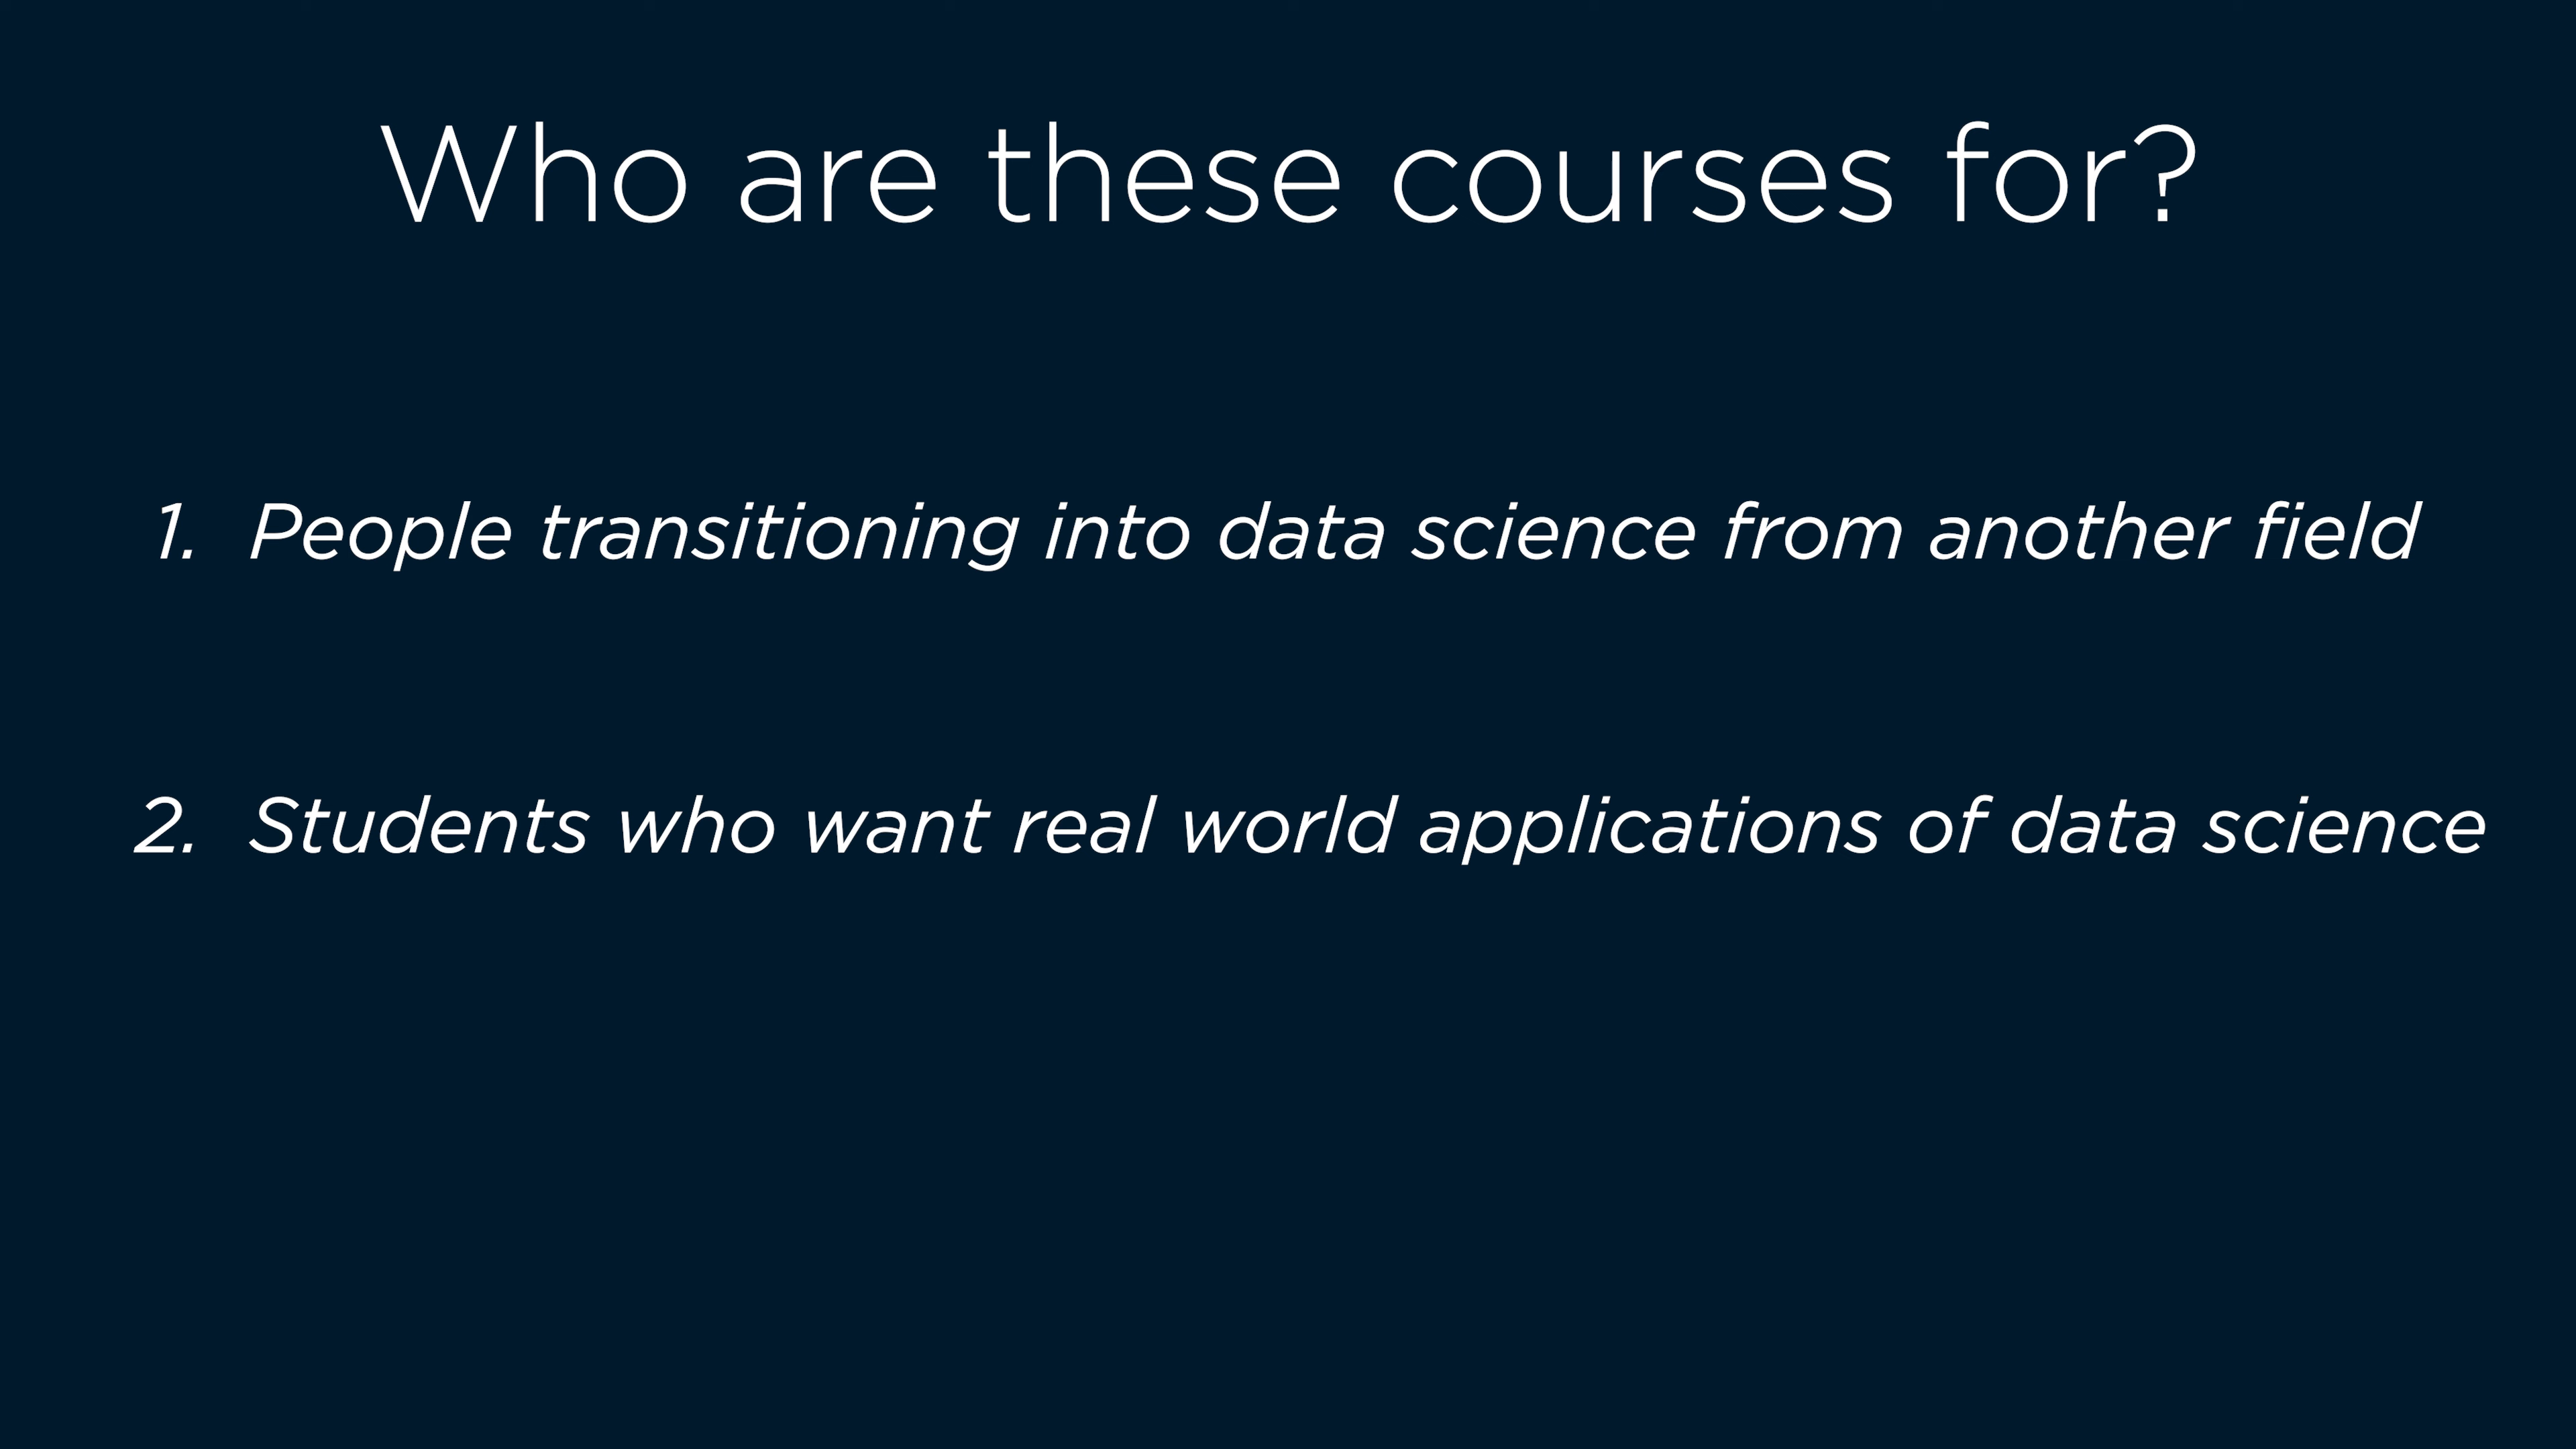 Who are these courses for?
1. People transitioning into data science from another field
2. Students who want real world applications of data science